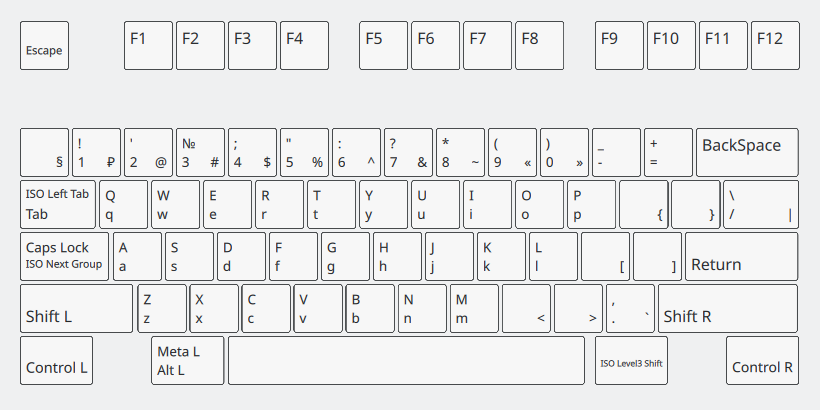 Escape F1 F2 F3 F4 F5 F6 F7 F8 F9 F10 F11 F12
! ' № ; " : ? * ( ) _ + BackSpace
§ 1 ₽ 2 @ 3 # 4 $ 5 % 6 ^ 7 & 8 ~ 9 « 0 » - =
ISO Left Tab Q W E R T Y U I O P \
Tab q w e r t y u i o p { } / |
Caps Lock A S D F G H J K L
ISO Next Group a s d f g h j k l [ ] Return
Z X C V B N M ,
Shift L z x c v b n m < > . ` Shift R
Meta L
Control L Alt L ISO Level3 Shift Control R